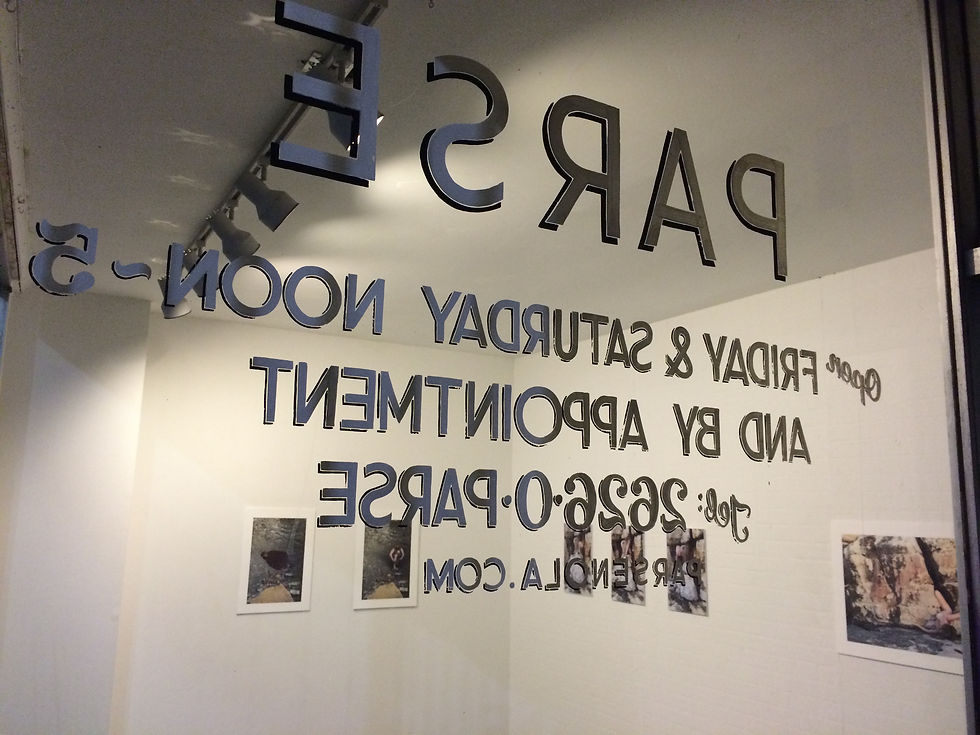 PARSE
Open FRIDAY & SATURDAY NOON ~ 5
AND BY APPOINTMENT
Tel: 2626·0·PARSE
PARSENOLA.COM